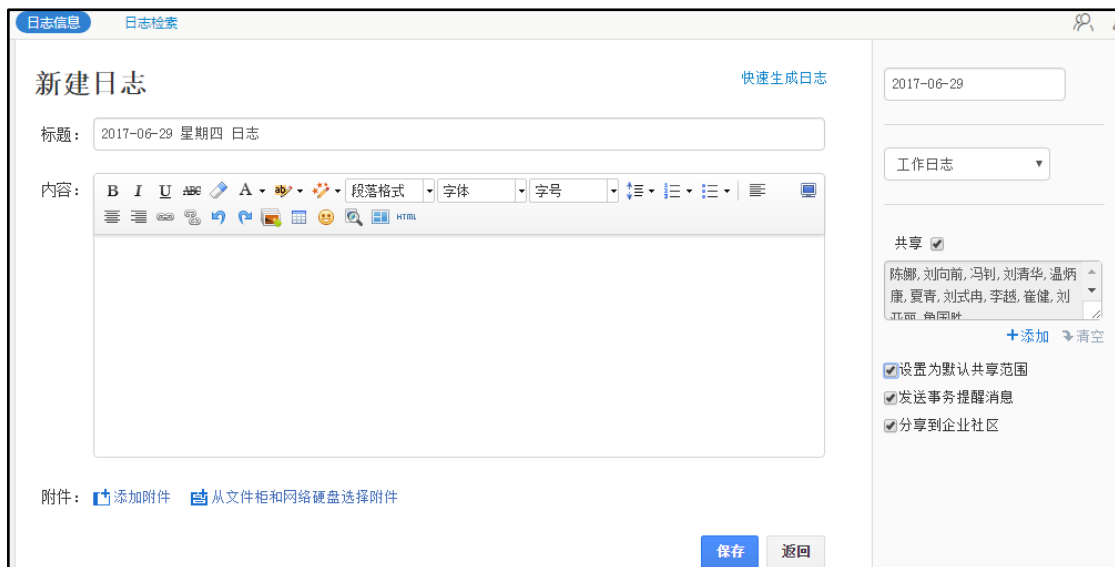 日志信息 日志检索
新建日志
快速生成日志
标题： 2017-06-29 星期四 日志
内容：
B I U ABC A ab 段落格式 字体 字号
HTML
附件： 添加附件 从文件柜和网络硬盘选择附件
保存 返回
2017-06-29
工作日志
共享
陈娜,刘向前,冯钊,刘清华,温炳
康,夏青,刘式冉,李越,崔健,刘
添加 清空
设置为默认共享范围
发送事务提醒消息
分享到企业社区